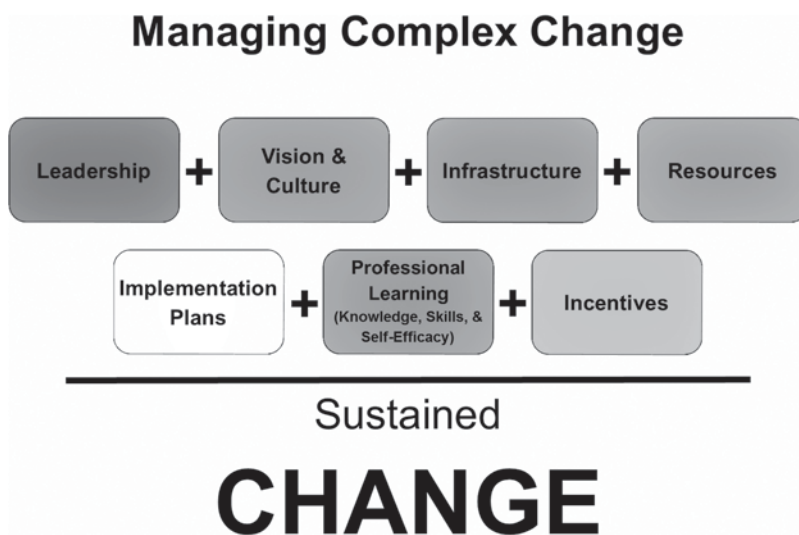 Managing Complex Change
Leadership + Vision &
Culture + Infrastructure + Resources
Implementation
Plans + Professional
Learning
(Knowledge, Skills, &
Self-Efficacy) + Incentives
Sustained
CHANGE